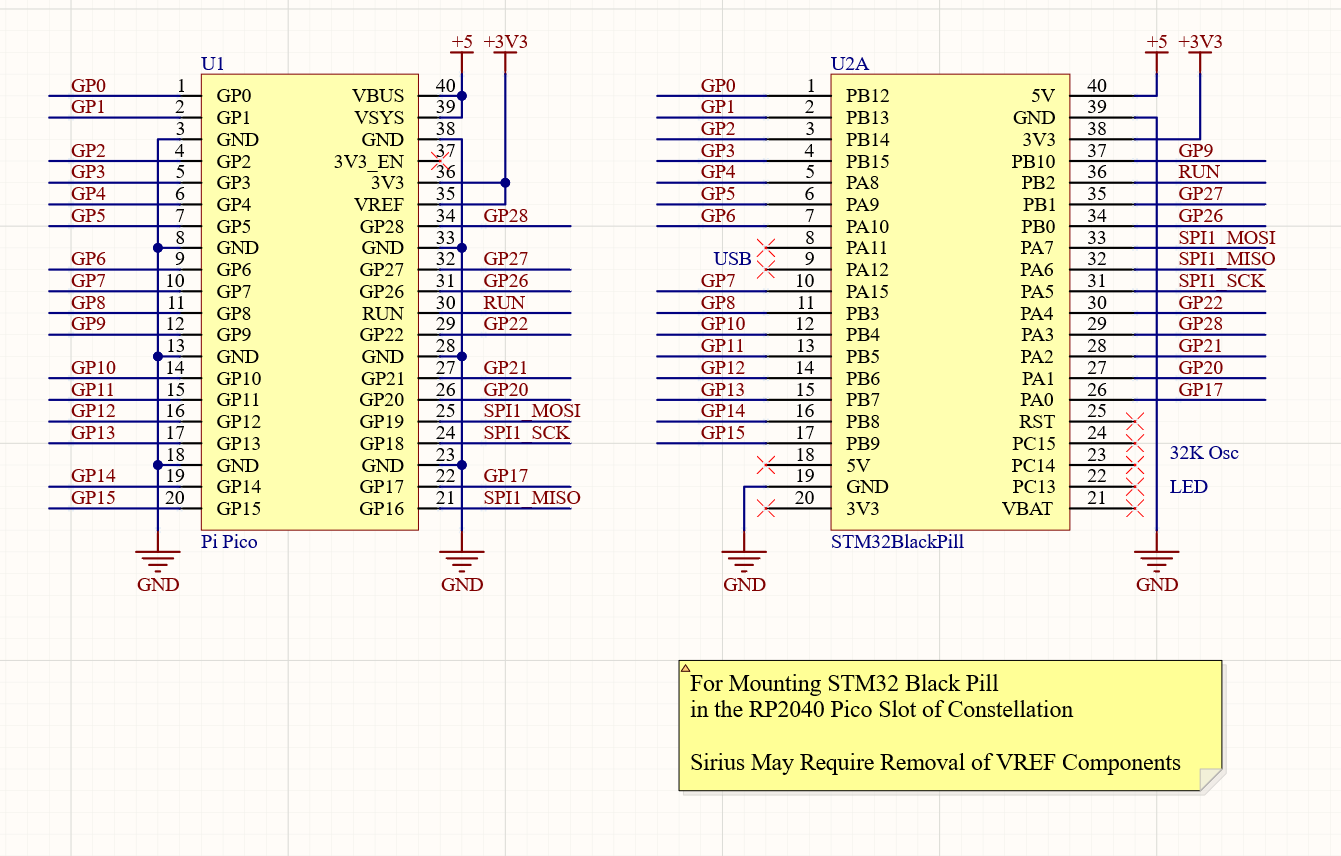 +5 +3V3
U1
GP0 1 GP0 VBUS 40
GP1 2 GP1 VSYS 39
3 GND GND 38
GP2 4 GP2 3V3_EN 37
GP3 5 GP3 3V3 36
GP4 6 GP4 VREF 35
GP5 7 GP5 GP28 34 GP28
8 GND GND 33
GP6 9 GP6 GP27 32 GP27
GP7 10 GP7 GP26 31 GP26
GP8 11 GP8 RUN 30 RUN
GP9 12 GP9 GP22 29 GP22
13 GND GND 28
GP10 14 GP10 GP21 27 GP21
GP11 15 GP11 GP20 26 GP20
GP12 16 GP12 GP19 25 SPI1_MOSI
GP13 17 GP13 GP18 24 SPI1_SCK
18 GND GND 23
GP14 19 GP14 GP17 22 GP17
GP15 20 GP15 GP16 21 SPI1_MISO
Pi Pico
GND GND
+5 +3V3
U2A
GP0 1 PB12 5V 40
GP1 2 PB13 GND 39
GP2 3 PB14 3V3 38
GP3 4 PB15 PB10 37 GP9
GP4 5 PA8 PB2 36 RUN
GP5 6 PA9 PB1 35 GP27
GP6 7 PA10 PB0 34 GP26
8 PA11 PA7 33 SPI1_MOSI
USB 9 PA12 PA6 32 SPI1_MISO
GP7 10 PA15 PA5 31 SPI1_SCK
GP8 11 PB3 PA4 30 GP22
GP10 12 PB4 PA3 29 GP28
GP11 13 PB5 PA2 28 GP21
GP12 14 PB6 PA1 27 GP20
GP13 15 PB7 PA0 26 GP17
GP14 16 PB8 RST 25
GP15 17 PB9 PC15 24
18 5V PC14 23 32K Osc
19 GND PC13 22 LED
20 3V3 VBAT 21
STM32BlackPill
GND GND
For Mounting STM32 Black Pill
in the RP2040 Pico Slot of Constellation
Sirius May Require Removal of VREF Components